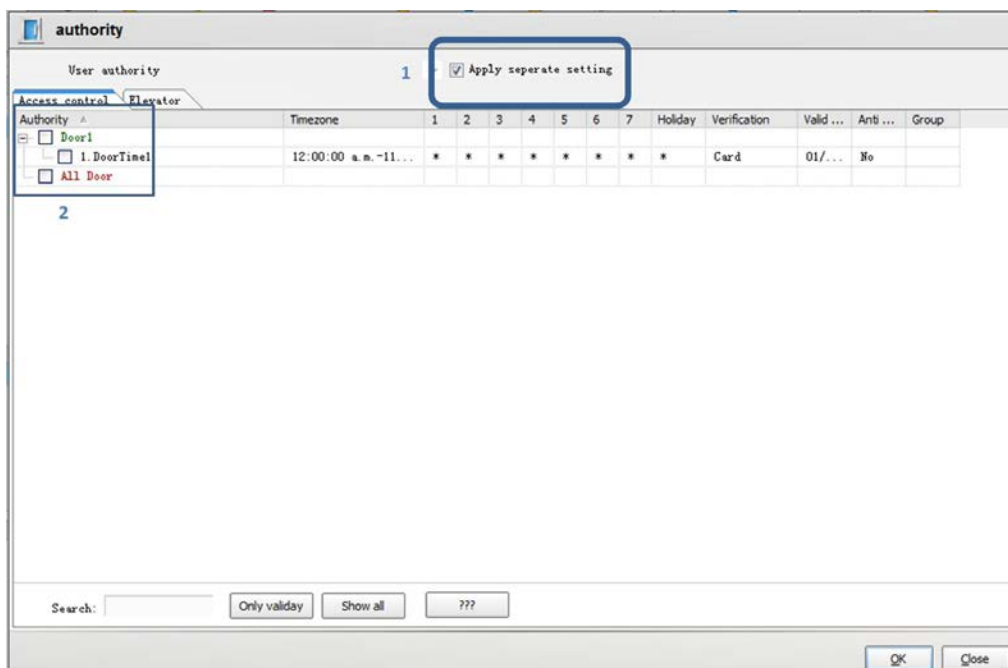 authority
User authority
1
Apply seperate setting
Access control Elevator
Authority Timezone 1 2 3 4 5 6 7 Holiday Verification Valid ... Anti ... Group
Door1
1.DoorTime1 12:00:00 a.m.-11... * * * * * * * * Card 01/... No
All Door
2
Search: Only validay Show all ???
OK Close